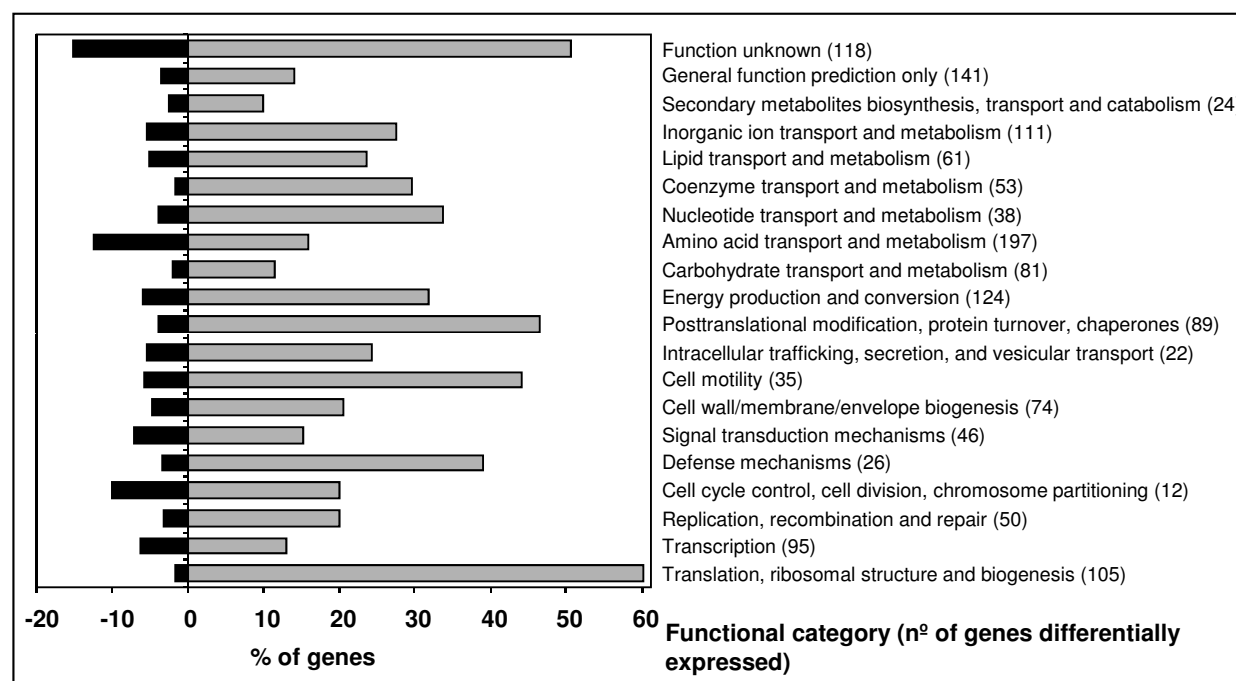 Function unknown (118)
General function prediction only (141)
Secondary metabolites biosynthesis, transport and catabolism (24)
Inorganic ion transport and metabolism (111)
Lipid transport and metabolism (61)
Coenzyme transport and metabolism (53)
Nucleotide transport and metabolism (38)
Amino acid transport and metabolism (197)
Carbohydrate transport and metabolism (81)
Energy production and conversion (124)
Posttranslational modification, protein turnover, chaperones (89)
Intracellular trafficking, secretion, and vesicular transport (22)
Cell motility (35)
Cell wall/membrane/envelope biogenesis (74)
Signal transduction mechanisms (46)
Defense mechanisms (26)
Cell cycle control, cell division, chromosome partitioning (12)
Replication, recombination and repair (50)
Transcription (95)
Translation, ribosomal structure and biogenesis (105)
-20 -10 0 10 20 30 40 50 60
% of genes
Functional category (nº of genes differentially
expressed)